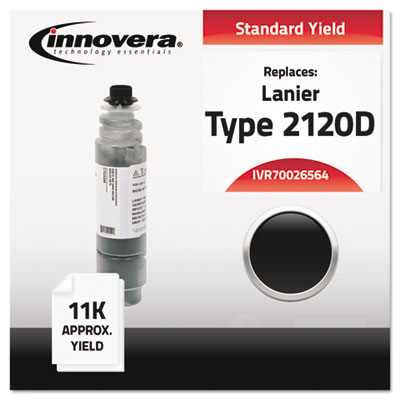 innovera®
technology essentials
Standard Yield
Replaces:
Lanier
Type 2120D
IVR70026564
11K
APPROX.
YIELD